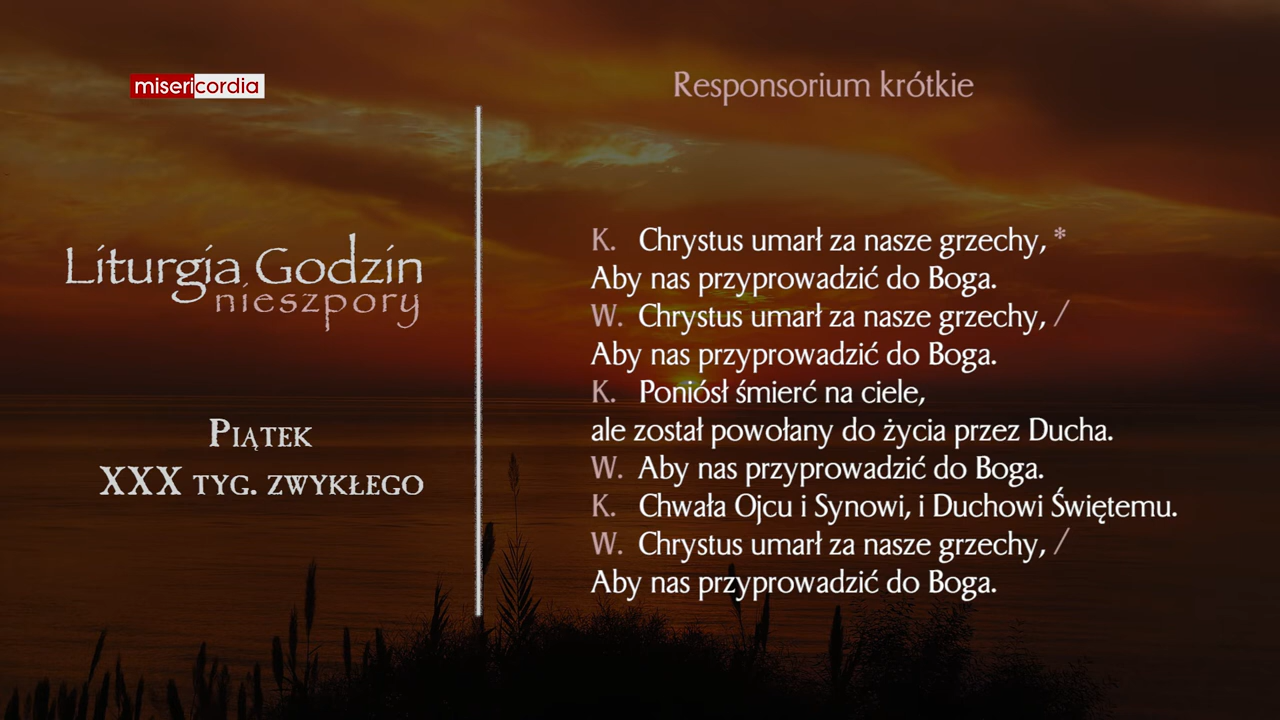 misericordia
Liturgia Godzin
nieszpory
Piątek
XXX tyg. zwykłego
Responsorium krótkie
K. Chrystus umarł za nasze grzechy, *
Aby nas przyprowadzić do Boga.
W. Chrystus umarł za nasze grzechy, /
Aby nas przyprowadzić do Boga.
K. Poniósł śmierć na ciele,
ale został powołany do życia przez Ducha.
W. Aby nas przyprowadzić do Boga.
K. Chwała Ojcu i Synowi, i Duchowi Świętemu.
W. Chrystus umarł za nasze grzechy, /
Aby nas przyprowadzić do Boga.